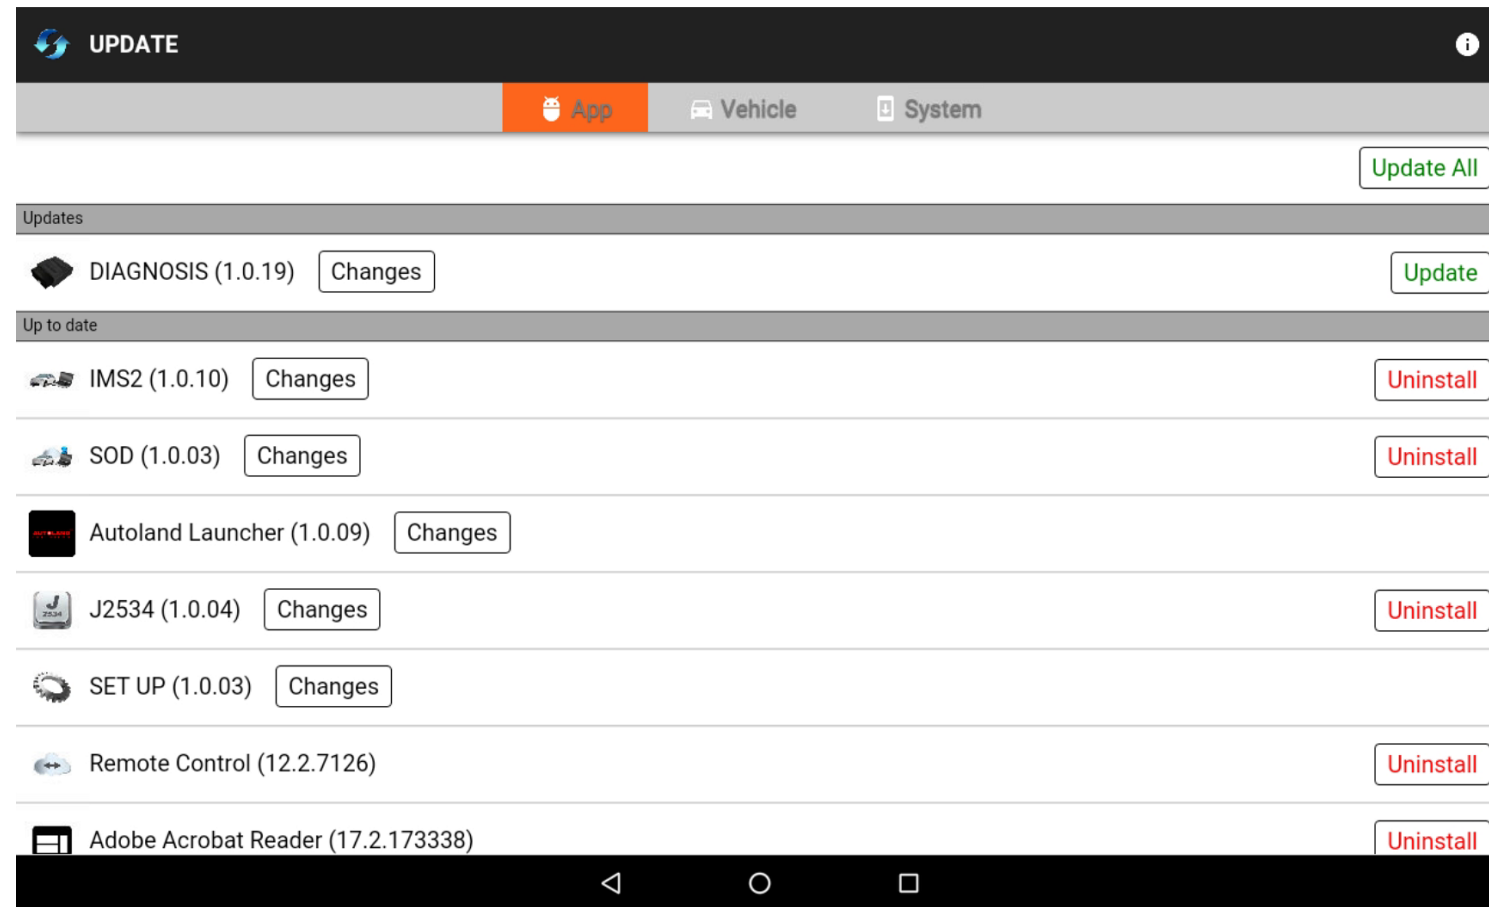 UPDATE
App Vehicle System
Update All
Updates
DIAGNOSIS (1.0.19) Changes Update
Up to date
IMS2 (1.0.10) Changes Uninstall
SOD (1.0.03) Changes Uninstall
AUTOLAND
Autoland Launcher (1.0.09) Changes
J
2534
J2534 (1.0.04) Changes Uninstall
SET UP (1.0.03) Changes
Remote Control (12.2.7126) Uninstall
Adobe Acrobat Reader (17.2.173338) Uninstall